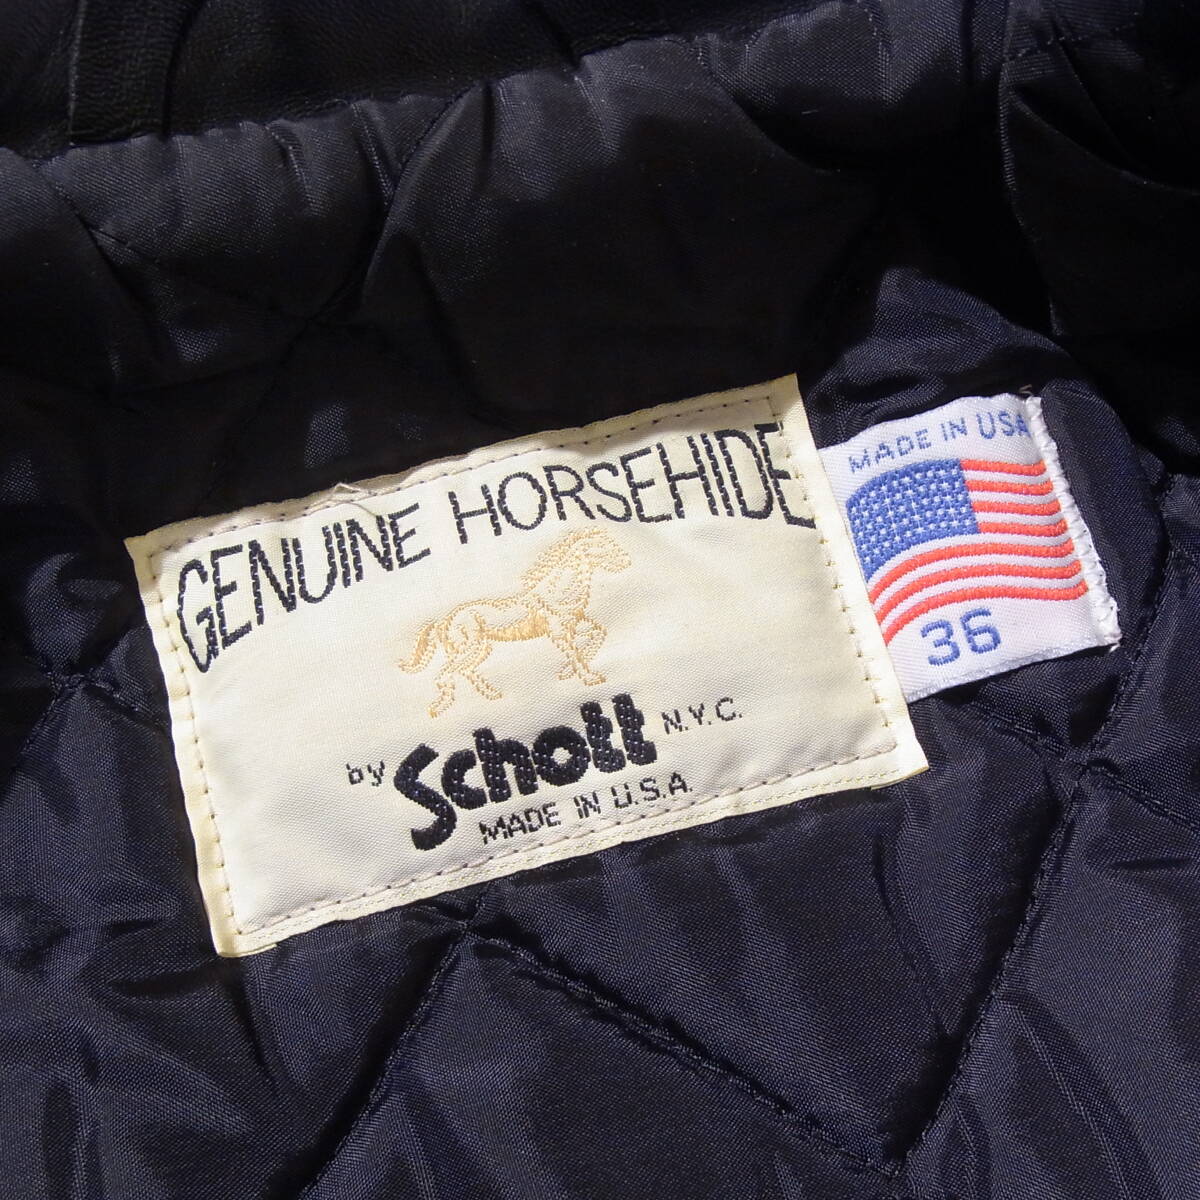 GENUINE HORSEHIDE
by Schott N.Y.C.
MADE IN U.S.A.
MADE IN USA
36